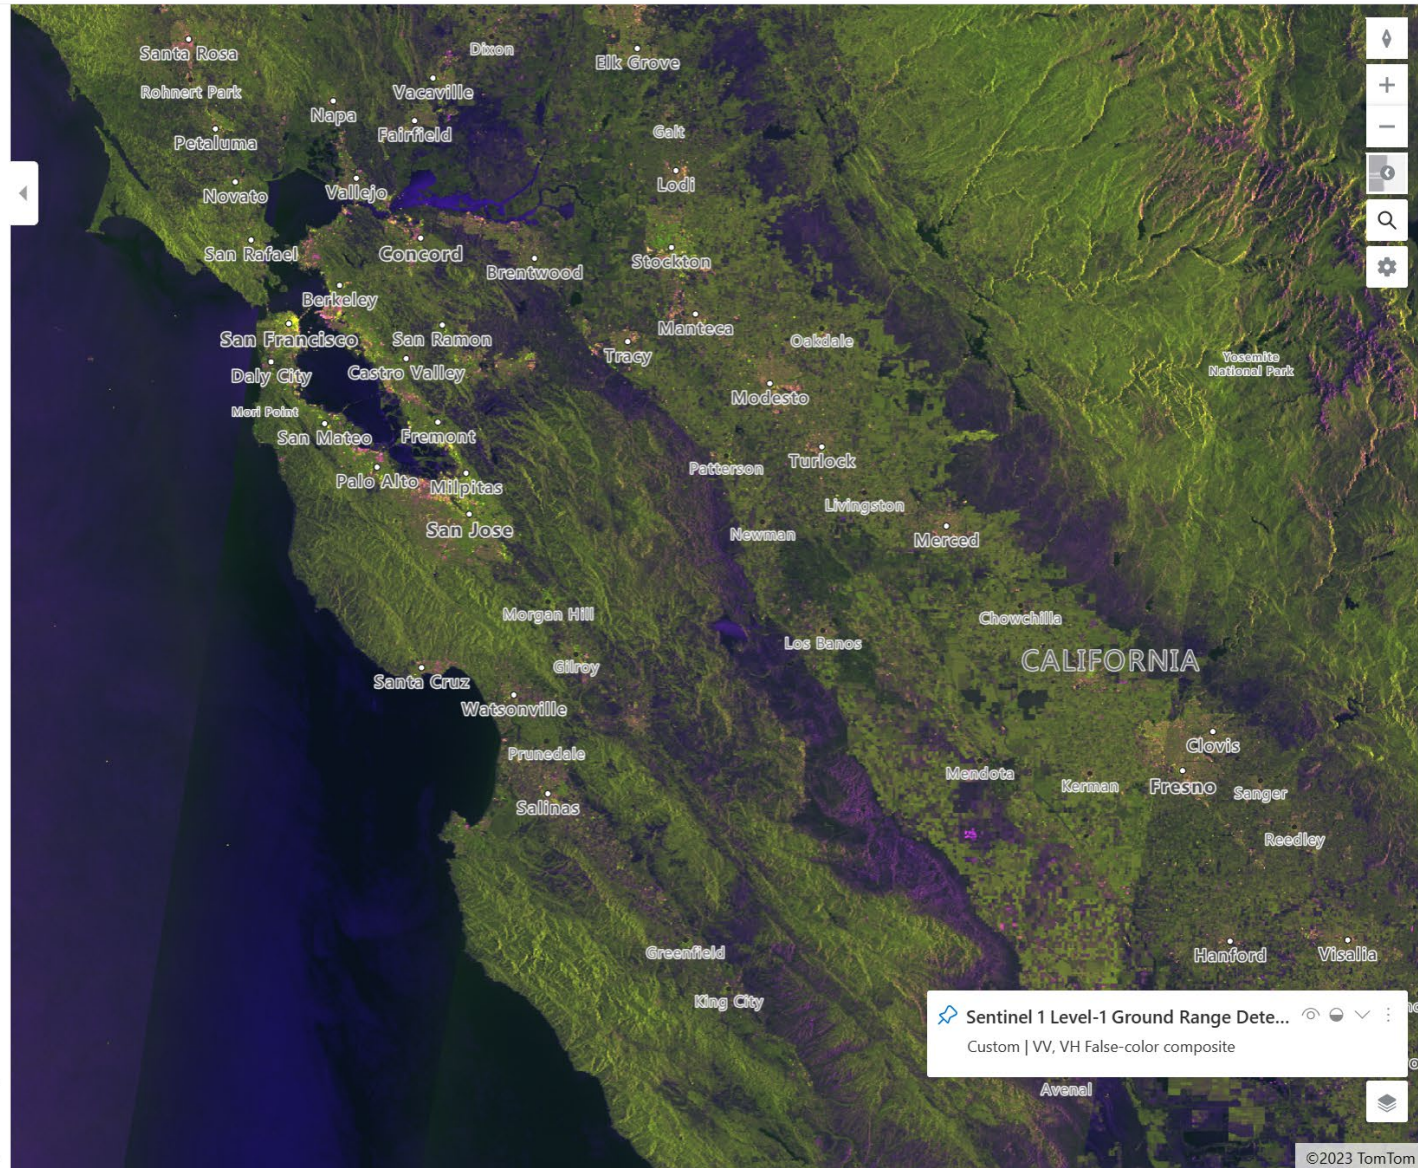 Santa Rosa
Dixon
Elk Grove
Rohnert Park
Vacaville
Napa
Fairfield
Galt
Petaluma
Lodi
Novato
Vallejo
San Rafael
Concord
Stockton
Brentwood
Berkeley
Manteca
San Francisco
San Ramon
Oakdale
Tracy
Yosemite
National Park
Daly City
Castro Valley
Modesto
Mori Point
San Mateo
Fremont
Turlock
Patterson
Palo Alto
Milpitas
Livingston
San Jose
Newman
Merced
Morgan Hill
Chowchilla
Los Banos
CALIFORNIA
Gilroy
Santa Cruz
Watsonville
Clovis
Prunedale
Mendota
Kerman
Fresno
Sanger
Salinas
Reedley
Greenfield
Hanford
Visalia
King City
Sentinel 1 Level-1 Ground Range Dete...
Custom | VV, VH False-color composite
Avenal
©2023 TomTom